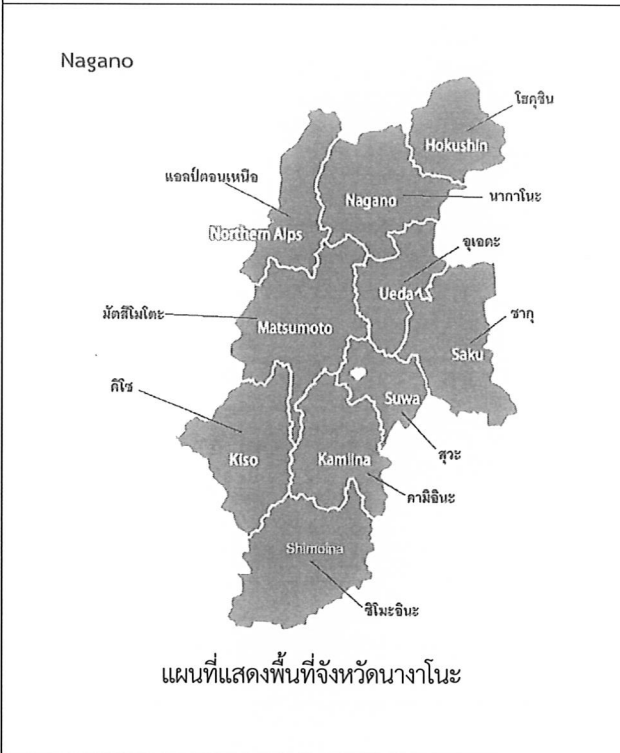 Nagano
โฮกุชิน
Hokushin
แอลป์ตอนเหนือ
Nagano
นากาโนะ
Northern Alps
อุเอดะ
Ueda
มัตสึโมโตะ
Matsumoto
ซากุ
Saku
คิโซ
Suwa
สุวะ
Kiso
Kamiina
คามิอินะ
Shimoina
ชิโมะอินะ
แผนที่แสดงพื้นที่จังหวัดนางาโนะ